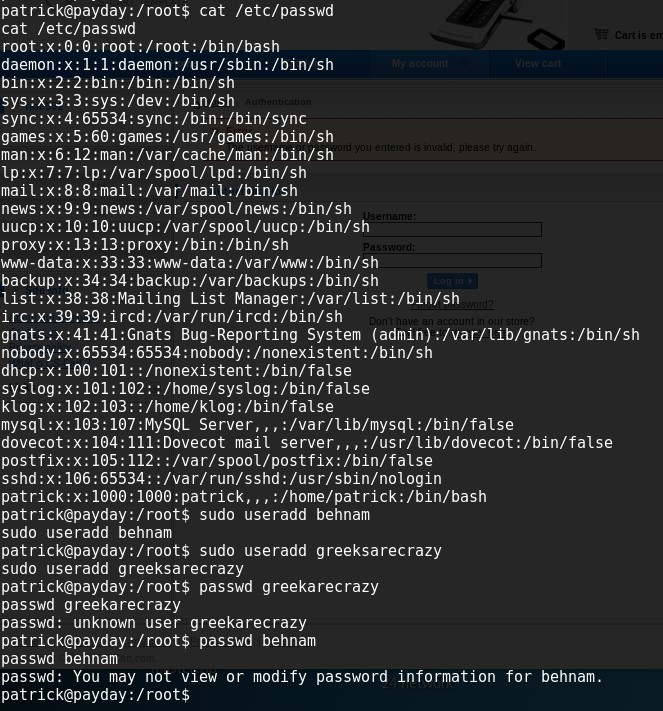 patrick@payday:/root$ cat /etc/passwd
cat /etc/passwd
root:x:0:0:root:/root:/bin/bash
daemon:x:1:1:daemon:/usr/sbin:/bin/sh
bin:x:2:2:bin:/bin:/bin/sh
sys:x:3:3:sys:/dev:/bin/sh
sync:x:4:65534:sync:/bin:/bin/sync
games:x:5:60:games:/usr/games:/bin/sh
man:x:6:12:man:/var/cache/man:/bin/sh
lp:x:7:7:lp:/var/spool/lpd:/bin/sh
mail:x:8:8:mail:/var/mail:/bin/sh
news:x:9:9:news:/var/spool/news:/bin/sh
uucp:x:10:10:uucp:/var/spool/uucp:/bin/sh
proxy:x:13:13:proxy:/bin:/bin/sh
www-data:x:33:33:www-data:/var/www:/bin/sh
backup:x:34:34:backup:/var/backups:/bin/sh
list:x:38:38:Mailing List Manager:/var/list:/bin/sh
irc:x:39:39:ircd:/var/run/ircd:/bin/sh
gnats:x:41:41:Gnats Bug-Reporting System (admin):/var/lib/gnats:/bin/sh
nobody:x:65534:65534:nobody:/nonexistent:/bin/sh
dhcp:x:100:101::/nonexistent:/bin/false
syslog:x:101:102::/home/syslog:/bin/false
klog:x:102:103::/home/klog:/bin/false
mysql:x:103:107:MySQL Server,,,:/var/lib/mysql:/bin/false
dovecot:x:104:111:Dovecot mail server,,,:/usr/lib/dovecot:/bin/false
postfix:x:105:112::/var/spool/postfix:/bin/false
sshd:x:106:65534::/var/run/sshd:/usr/sbin/nologin
patrick:x:1000:1000:patrick,,,:/home/patrick:/bin/bash
patrick@payday:/root$ sudo useradd behnam
sudo useradd behnam
patrick@payday:/root$ sudo useradd greeksarecrazy
sudo useradd greeksarecrazy
patrick@payday:/root$ passwd greekarecrazy
passwd greekarecrazy
passwd: unknown user greekarecrazy
patrick@payday:/root$ passwd behnam
passwd behnam
passwd: You may not view or modify password information for behnam.
patrick@payday:/root$
Cart is em
My account
View cart
Authentication
password you entered is invalid, please try again.
Username:
Password:
Log in
password?
Don't have an account in our store?